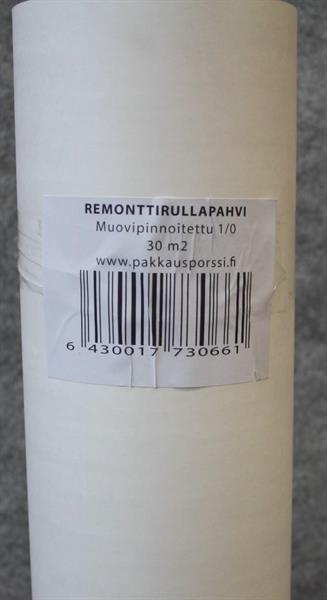 REMONTTIRULLAPAHVI
Muovipinnoitettu 1/0
30 m2
www.pakkausporssi.fi
6 430017 730661